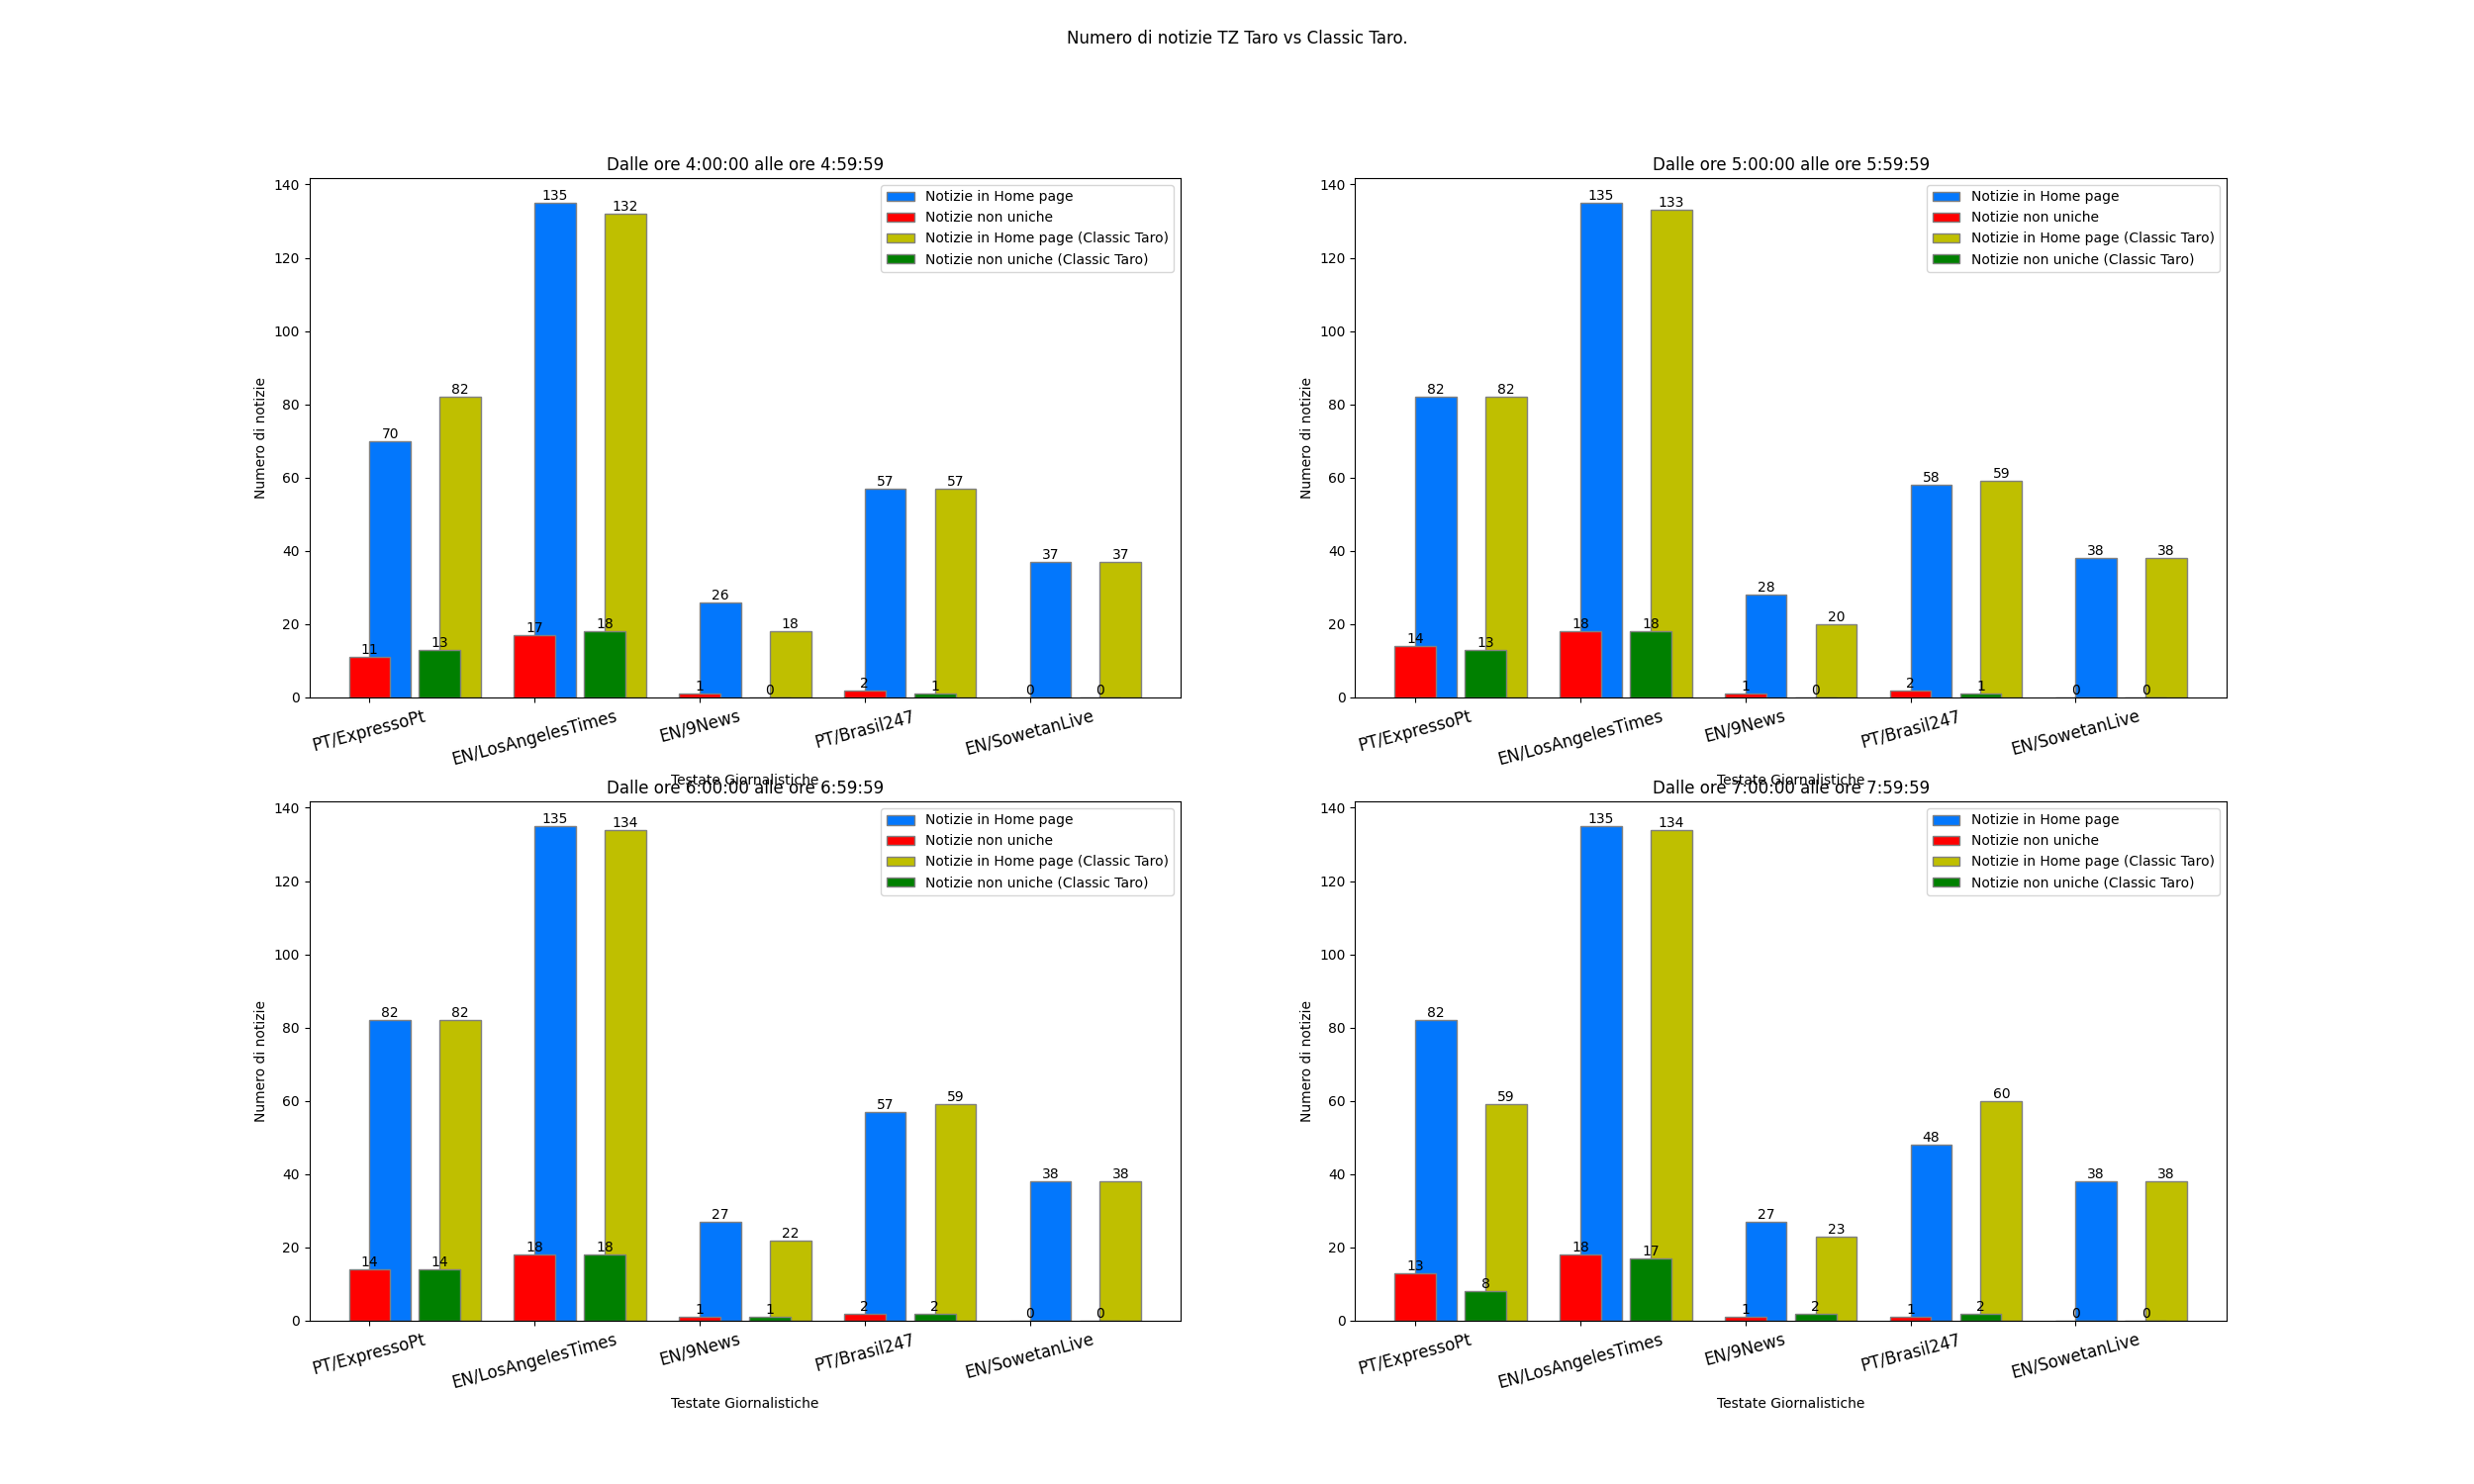 Numero di notizie TZ Taro vs Classic Taro.
Dalle ore 4:00:00 alle ore 4:59:59
Numero di notizie
140
120
100
80
60
40
20
0
Notizie in Home page
Notizie non uniche
Notizie in Home page (Classic Taro)
Notizie non uniche (Classic Taro)
11 70 13 82
17 135 18 132
1 26 0 18
2 57 1 57
0 37 0 37
PT/ExpressoPt EN/LosAngelesTimes EN/9News PT/Brasil247 EN/SowetanLive
Testate Giornalistiche
Dalle ore 5:00:00 alle ore 5:59:59
Numero di notizie
140
120
100
80
60
40
20
0
Notizie in Home page
Notizie non uniche
Notizie in Home page (Classic Taro)
Notizie non uniche (Classic Taro)
14 82 13 82
18 135 18 133
1 28 0 20
2 58 1 59
0 38 0 38
PT/ExpressoPt EN/LosAngelesTimes EN/9News PT/Brasil247 EN/SowetanLive
Testate Giornalistiche
Dalle ore 6:00:00 alle ore 6:59:59
Numero di notizie
140
120
100
80
60
40
20
0
Notizie in Home page
Notizie non uniche
Notizie in Home page (Classic Taro)
Notizie non uniche (Classic Taro)
14 82 14 82
18 135 18 134
1 27 1 22
2 57 2 59
0 38 0 38
PT/ExpressoPt EN/LosAngelesTimes EN/9News PT/Brasil247 EN/SowetanLive
Testate Giornalistiche
Dalle ore 7:00:00 alle ore 7:59:59
Numero di notizie
140
120
100
80
60
40
20
0
Notizie in Home page
Notizie non uniche
Notizie in Home page (Classic Taro)
Notizie non uniche (Classic Taro)
13 82 8 59
18 135 17 134
1 27 2 23
1 48 2 60
0 38 0 38
PT/ExpressoPt EN/LosAngelesTimes EN/9News PT/Brasil247 EN/SowetanLive
Testate Giornalistiche